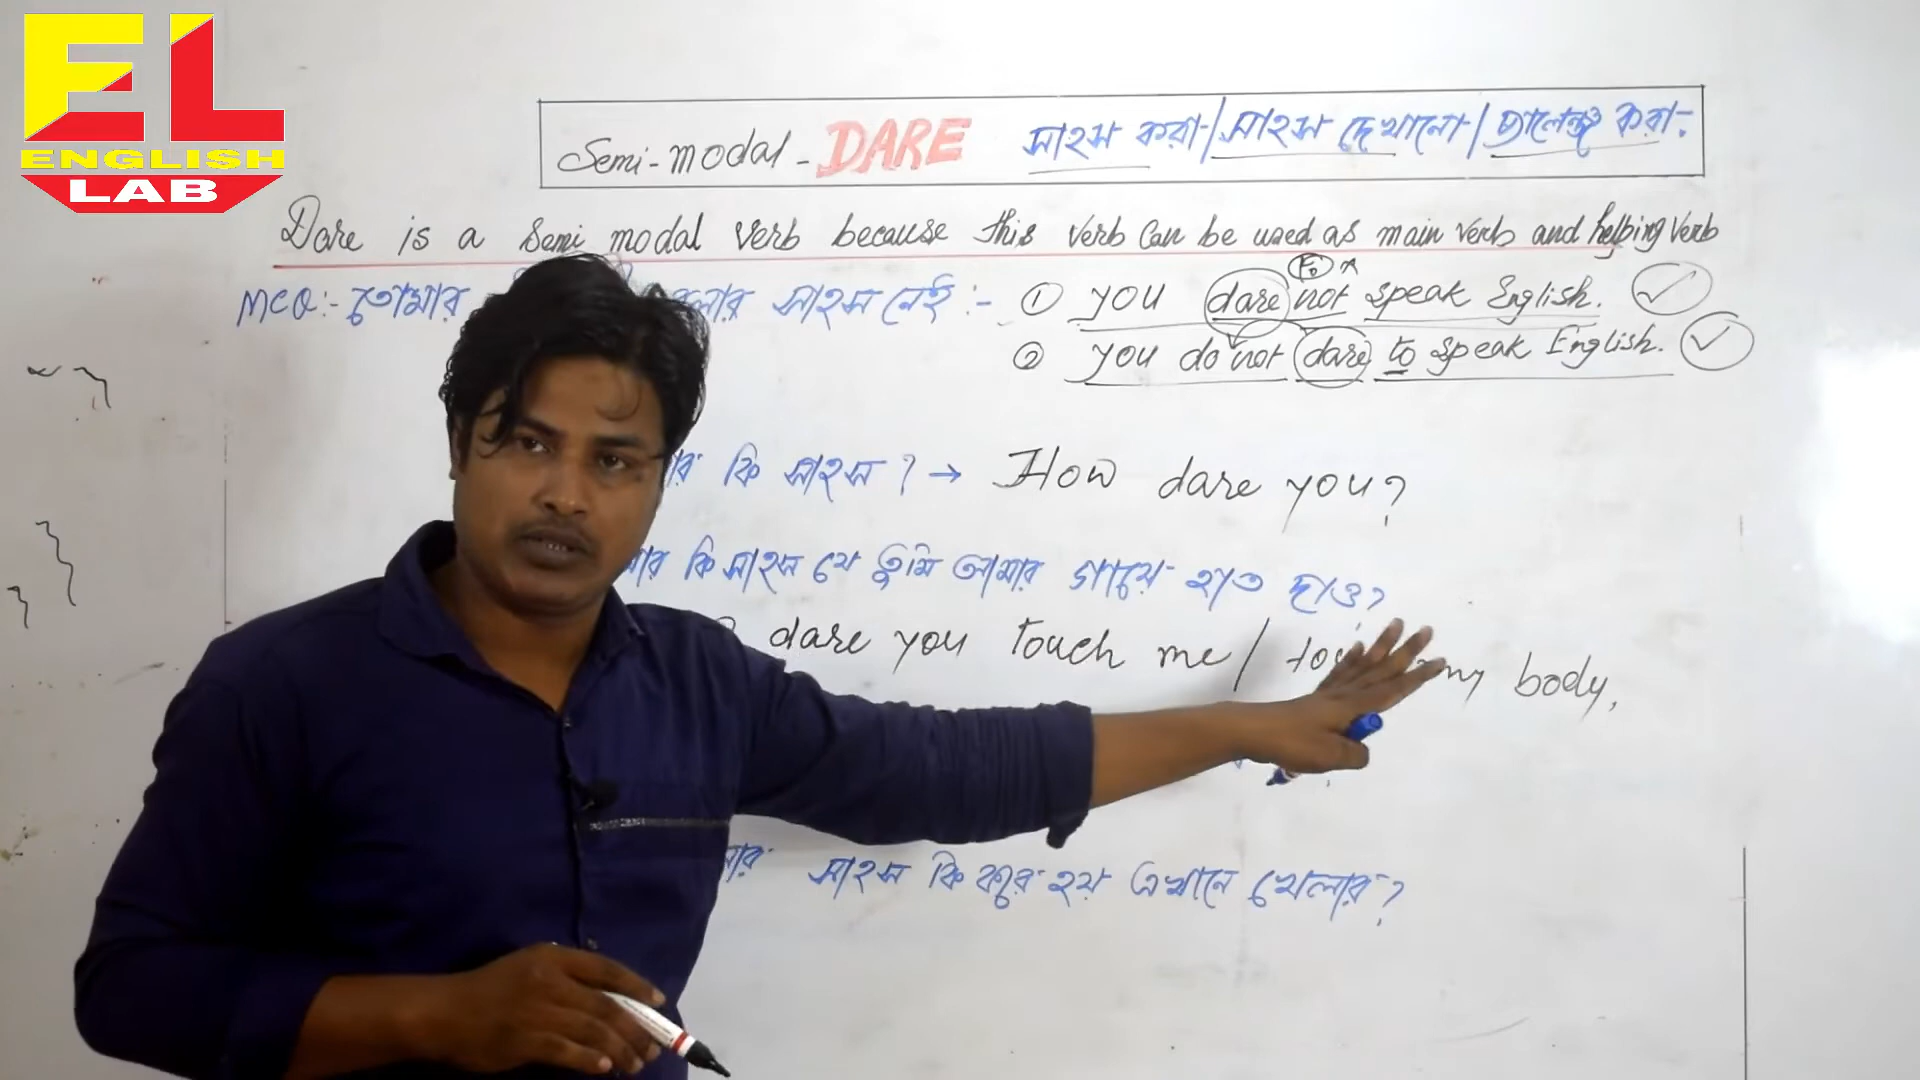 EL
ENGLISH
LAB
Semi-modal - DARE সাহস করা/সাহস দেখানো/চ্যালেঞ্জ করা:
Dare is a Semi modal verb because this verb can be used as main verb and helping verb
MCQ:- তোমার বলার সাহস নেই :- ① you dare not speak English. ✓
② you do not dare to speak English. ✓
কি সাহস ? → How dare you?
কি সাহস যে তুমি আমার গায়ে হাত দাও?
dare you touch me / my body.
সাহস কি করে হয় এখানে খেলার ?